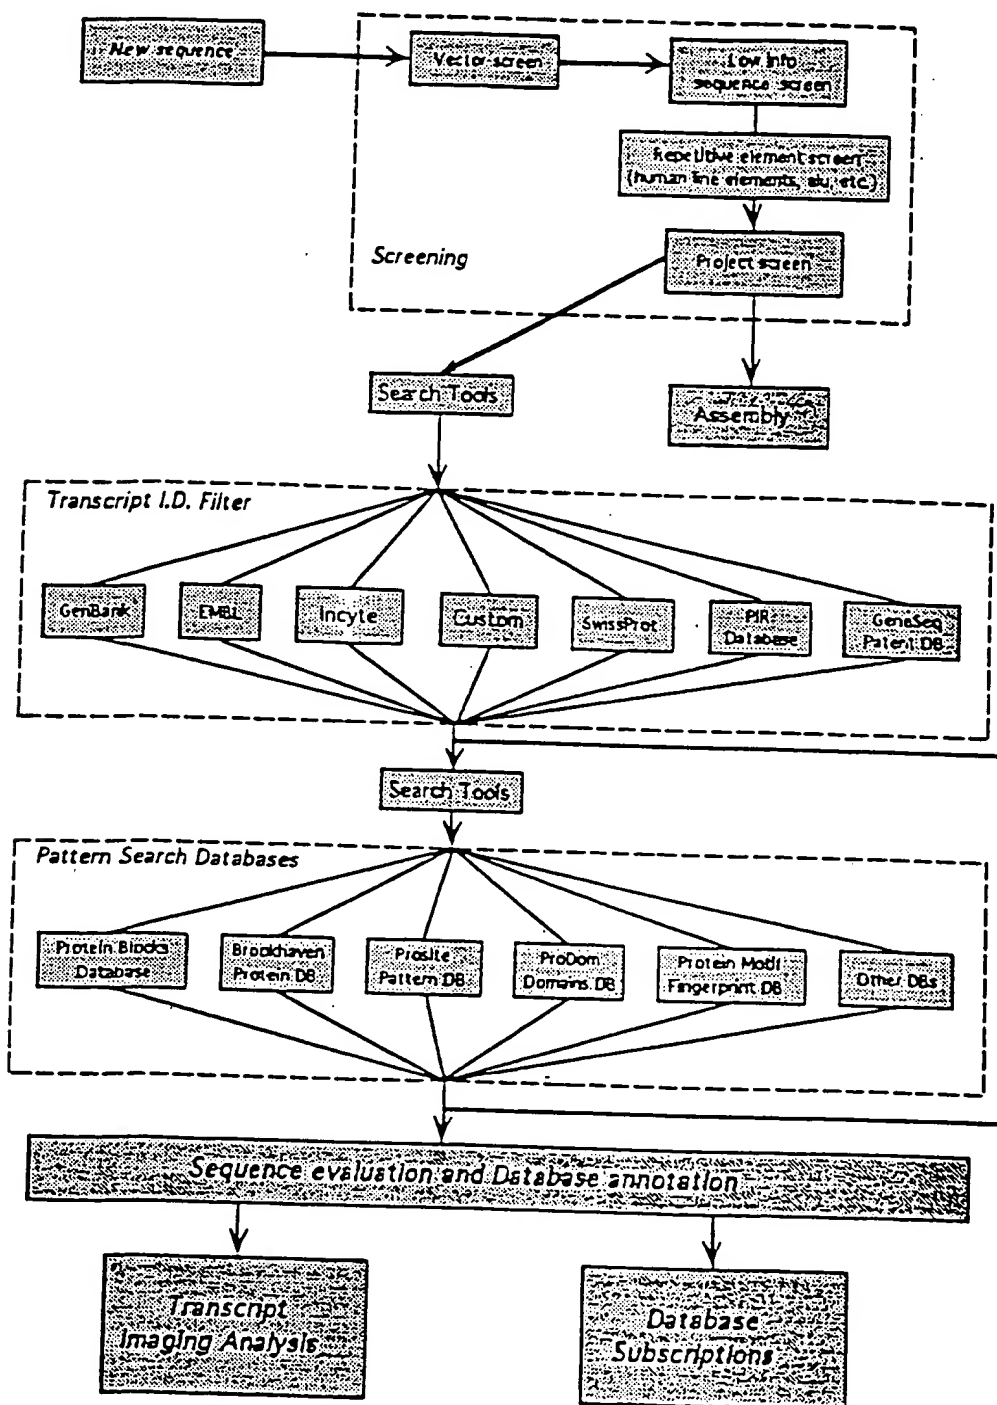 New sequence
Vector screen
Low info
sequence screen
Repetitive element screen
(human line elements, alu, etc.)
Screening
Project screen
Search Tools
Assembly
Transcript I.D. Filter
GenBank
EMBL
Incyte
Custom
SwissProt
PIR
Database
GeneSeq
Patent DB
Search Tools
Pattern Search Databases
Protein Blocks
Database
Brookhaven
Protein DB
Prosite
Pattern DB
ProDom
Domains DB
Protein Motif
Fingerprint DB
Other DBs
Sequence evaluation and Database annotation
Transcript
Imaging Analysis
Database
Subscriptions